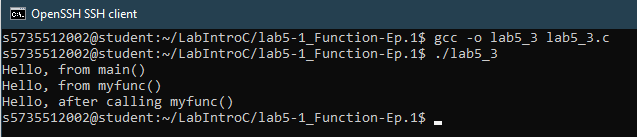 OpenSSH SSH client
s5735512002@student:~/LabIntroC/lab5-1_Function-Ep.1$ gcc -o lab5_3 lab5_3.c
s5735512002@student:~/LabIntroC/lab5-1_Function-Ep.1$ ./lab5_3
Hello, from main()
Hello, from myfunc()
Hello, after calling myfunc()
s5735512002@student:~/LabIntroC/lab5-1_Function-Ep.1$